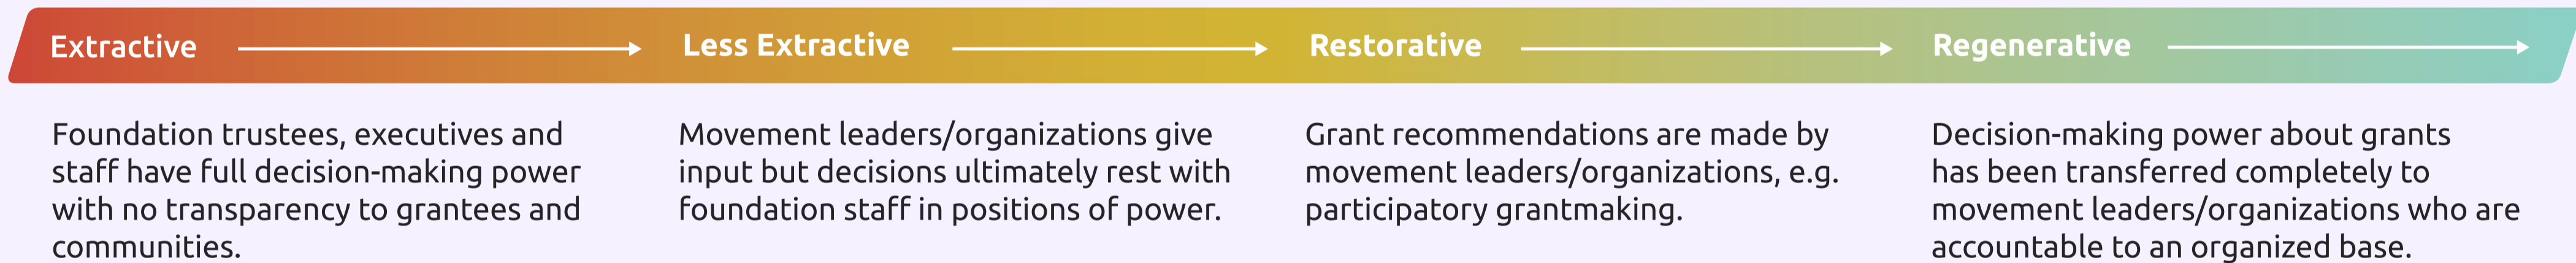 Extractive
Less Extractive
Restorative
Regenerative
Foundation trustees, executives and
staff have full decision-making power
with no transparency to grantees and
communities.
Movement leaders/organizations give
input but decisions ultimately rest with
foundation staff in positions of power.
Grant recommendations are made by
movement leaders/organizations, e.g.
participatory grantmaking.
Decision-making power about grants
has been transferred completely to
movement leaders/organizations who are
accountable to an organized base.